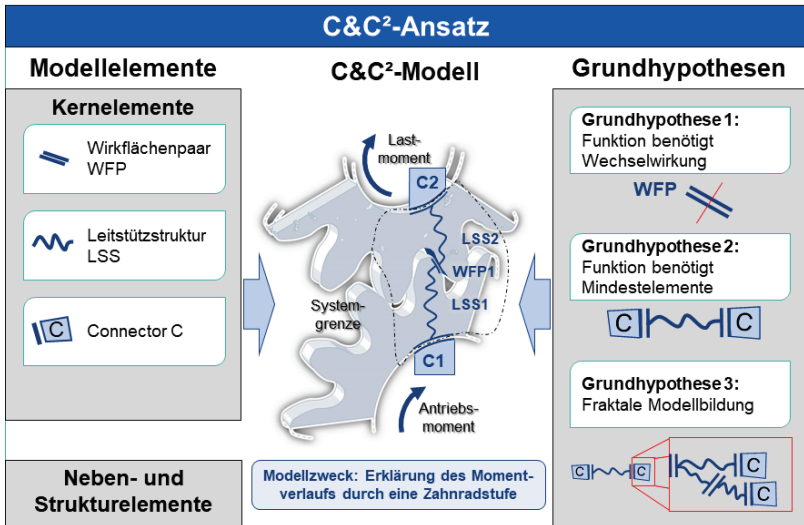 C&C²-Ansatz
Modellelemente
Kernelemente
Wirkflächenpaar
WFP
Leitstützstruktur
LSS
C
Connector C
Neben- und
Strukturelemente
C&C²-Modell
Last-
moment
C2
LSS2
WFP1
LSS1
System-
grenze
C1
Antriebs-
moment
Modellzweck: Erklärung des Moment-
verlaufs durch eine Zahnradstufe
Grundhypothesen
Grundhypothese 1:
Funktion benötigt
Wechselwirkung
WFP
Grundhypothese 2:
Funktion benötigt
Mindestelemente
C C
Grundhypothese 3:
Fraktale Modellbildung
C C
C
C